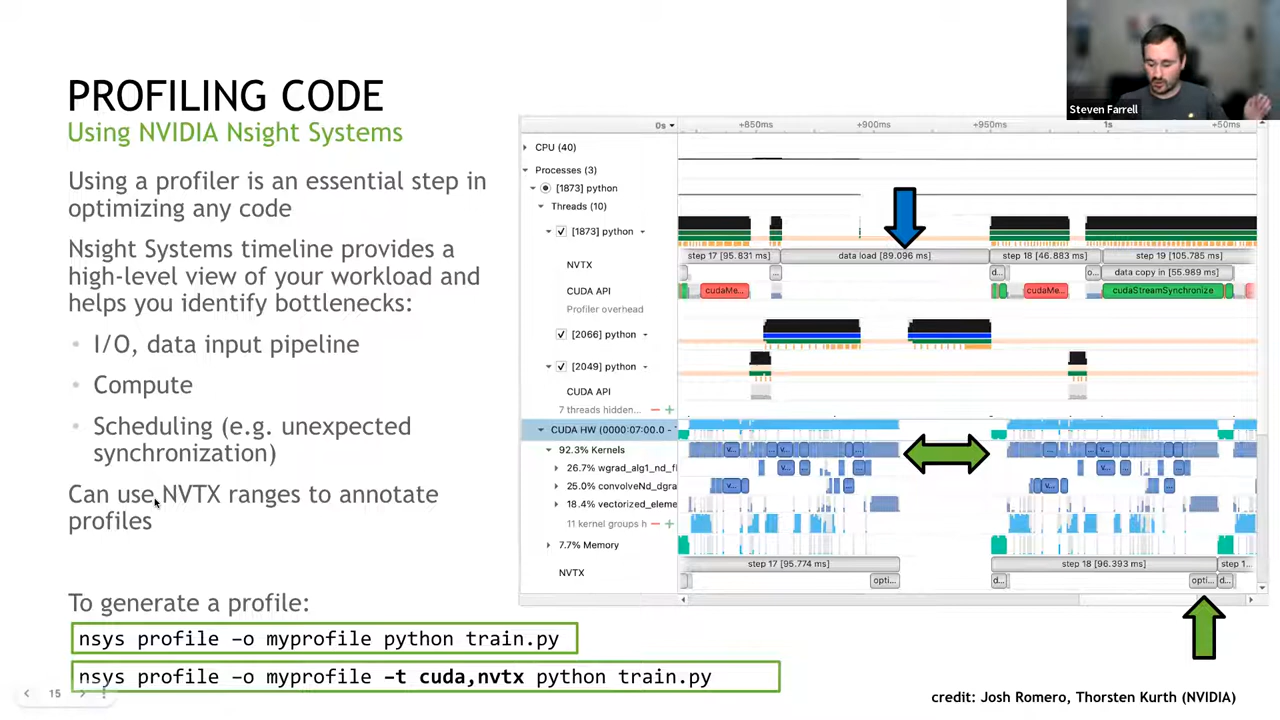 PROFILING CODE
Using NVIDIA Nsight Systems
Using a profiler is an essential step in
optimizing any code
Nsight Systems timeline provides a
high-level view of your workload and
helps you identify bottlenecks:
• I/O, data input pipeline
• Compute
• Scheduling (e.g. unexpected
synchronization)
Can use NVTX ranges to annotate
profiles
To generate a profile:
nsys profile –o myprofile python train.py
nsys profile –o myprofile –t cuda,nvtx python train.py
15
Steven Farrell
0s +850ms +900ms +950ms 1s +50ms
CPU (40)
Processes (3)
[1873] python
Threads (10)
[1873] python
NVTX
step 17 [95.831 ms] data load [89.096 ms] step 18 [46.883 ms] step 19 [105.785 ms]
... d... o... data copy in [55.989 ms]
CUDA API
cudaMe... cudaMe... cudaStreamSynchronize
Profiler overhead
[2066] python
[2049] python
CUDA API
7 threads hidden...
CUDA HW (0000:07:00.0 -
92.3% Kernels
26.7% wgrad_alg1_nd_fl
25.0% convolveNd_dgra
18.4% vectorized_eleme
11 kernel groups h
7.7% Memory
NVTX
step 17 [95.774 ms] step 18 [96.393 ms] step 1...
opti... d... opti... d...
credit: Josh Romero, Thorsten Kurth (NVIDIA)